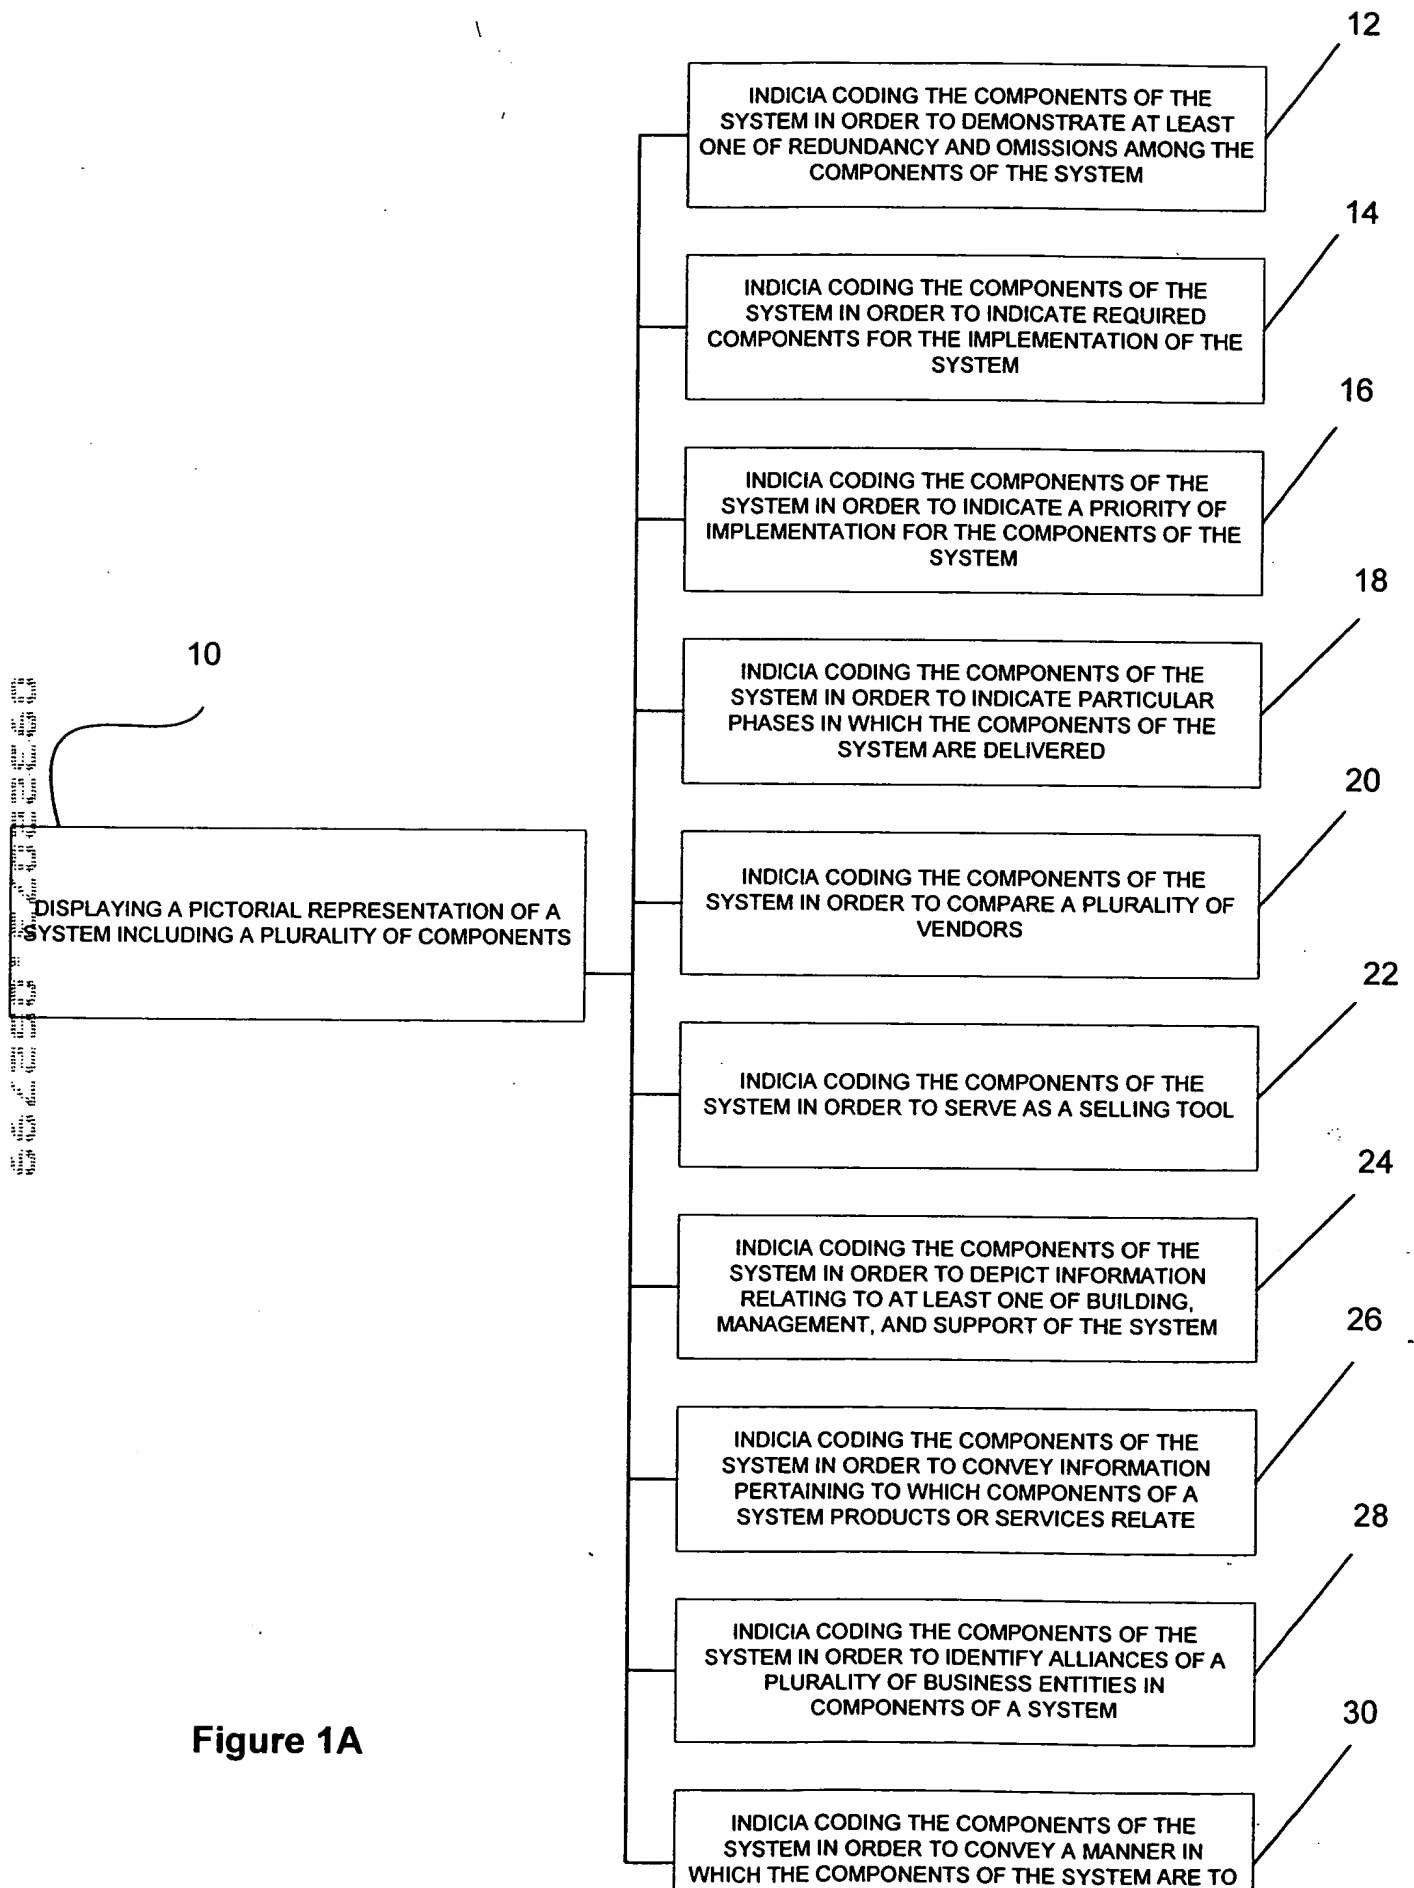 12
INDICIA CODING THE COMPONENTS OF THE
SYSTEM IN ORDER TO DEMONSTRATE AT LEAST
ONE OF REDUNDANCY AND OMISSIONS AMONG THE
COMPONENTS OF THE SYSTEM
14
INDICIA CODING THE COMPONENTS OF THE
SYSTEM IN ORDER TO INDICATE REQUIRED
COMPONENTS FOR THE IMPLEMENTATION OF THE
SYSTEM
16
INDICIA CODING THE COMPONENTS OF THE
SYSTEM IN ORDER TO INDICATE A PRIORITY OF
IMPLEMENTATION FOR THE COMPONENTS OF THE
SYSTEM
18
INDICIA CODING THE COMPONENTS OF THE
SYSTEM IN ORDER TO INDICATE PARTICULAR
PHASES IN WHICH THE COMPONENTS OF THE
SYSTEM ARE DELIVERED
10
DISPLAYING A PICTORIAL REPRESENTATION OF A
SYSTEM INCLUDING A PLURALITY OF COMPONENTS
20
INDICIA CODING THE COMPONENTS OF THE
SYSTEM IN ORDER TO COMPARE A PLURALITY OF
VENDORS
22
INDICIA CODING THE COMPONENTS OF THE
SYSTEM IN ORDER TO SERVE AS A SELLING TOOL
24
INDICIA CODING THE COMPONENTS OF THE
SYSTEM IN ORDER TO DEPICT INFORMATION
RELATING TO AT LEAST ONE OF BUILDING,
MANAGEMENT, AND SUPPORT OF THE SYSTEM
26
INDICIA CODING THE COMPONENTS OF THE
SYSTEM IN ORDER TO CONVEY INFORMATION
PERTAINING TO WHICH COMPONENTS OF A
SYSTEM PRODUCTS OR SERVICES RELATE
28
INDICIA CODING THE COMPONENTS OF THE
SYSTEM IN ORDER TO IDENTIFY ALLIANCES OF A
PLURALITY OF BUSINESS ENTITIES IN
COMPONENTS OF A SYSTEM
30
INDICIA CODING THE COMPONENTS OF THE
SYSTEM IN ORDER TO CONVEY A MANNER IN
WHICH THE COMPONENTS OF THE SYSTEM ARE TO
Figure 1A